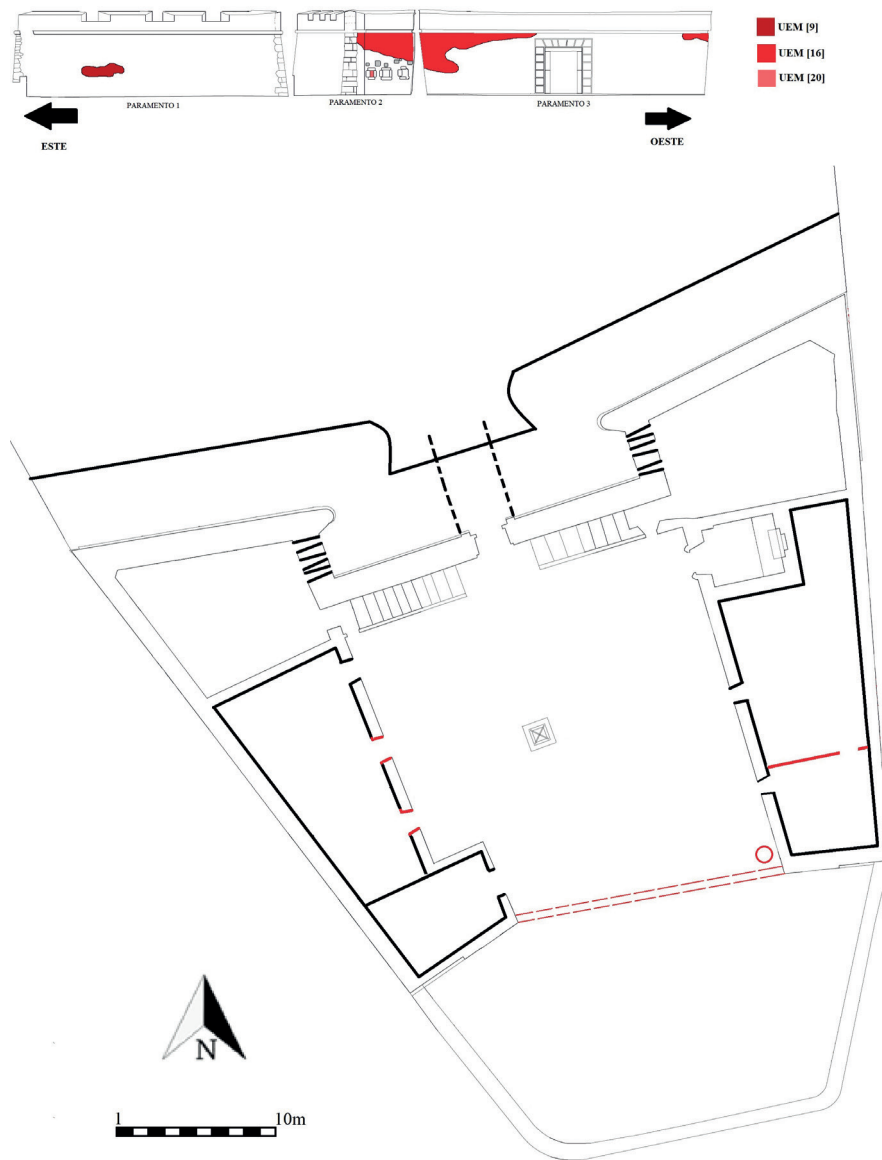 UEM [9]
UEM [16]
UEM [20]
PARAMENTO 1
PARAMENTO 2
PARAMENTO 3
ESTE
OESTE
N
1
10m